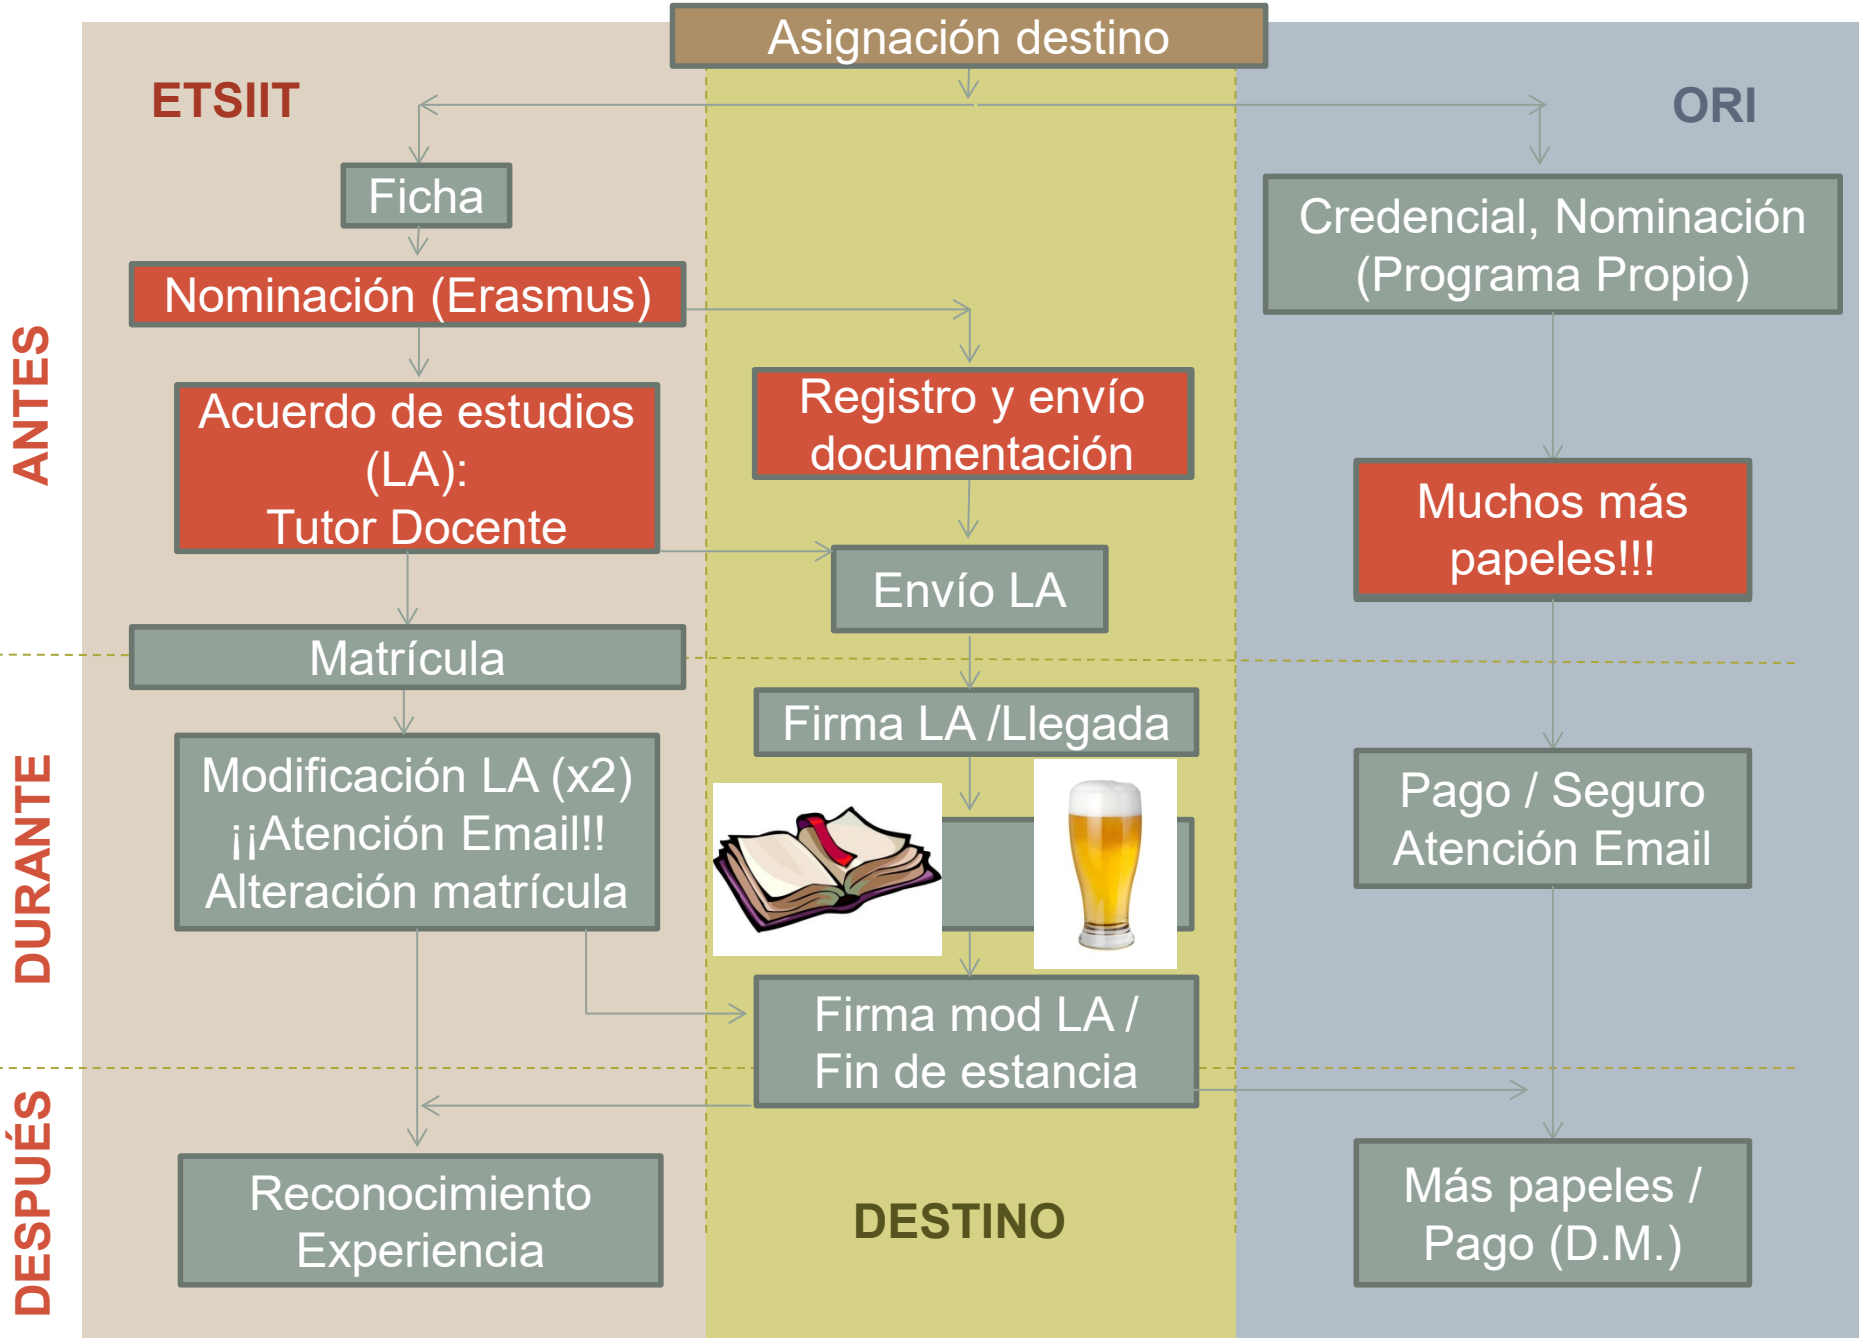 Asignación destino
ETSIIT
ORI
Ficha
Credencial, Nominación
(Programa Propio)
Nominación (Erasmus)
ANTES
Acuerdo de estudios
(LA):
Tutor Docente
Registro y envío
documentación
Muchos más
papeles!!!
Envío LA
Matrícula
Firma LA /Llegada
DURANTE
Modificación LA (x2)
¡¡Atención Email!!
Alteración matrícula
Pago / Seguro
Atención Email
Firma mod LA /
Fin de estancia
DESPUÉS
Reconocimiento
Experiencia
DESTINO
Más papeles /
Pago (D.M.)